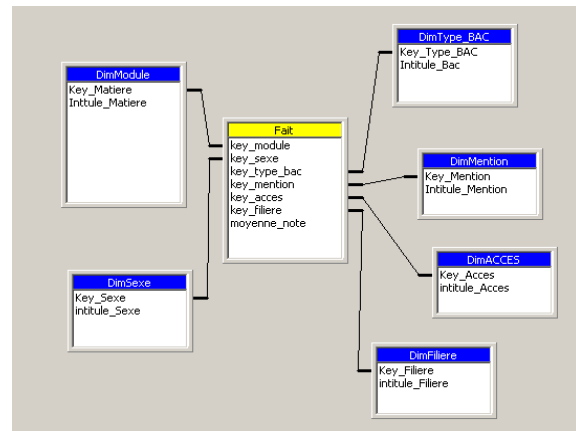 DimModule
Key_Matiere
Inttule_Matiere
DimSexe
Key_Sexe
intitule_Sexe
Fait
key_module
key_sexe
key_type_bac
key_mention
key_acces
key_filiere
moyenne_note
DimType_BAC
Key_Type_BAC
Intitule_Bac
DimMention
Key_Mention
Intitule_Mention
DimACCES
Key_Acces
intitule_Acces
DimFiliere
Key_Filiere
intitule_Filiere